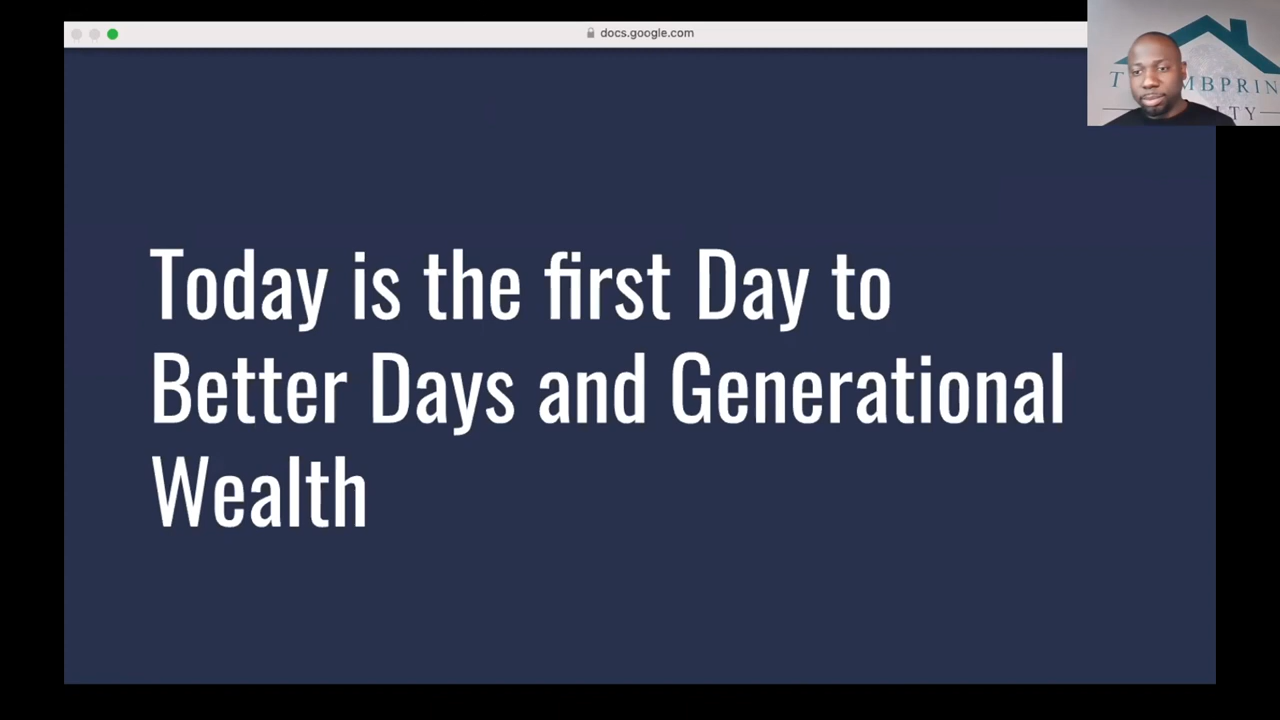 docs.google.com
Today is the first Day to
Better Days and Generational
Wealth